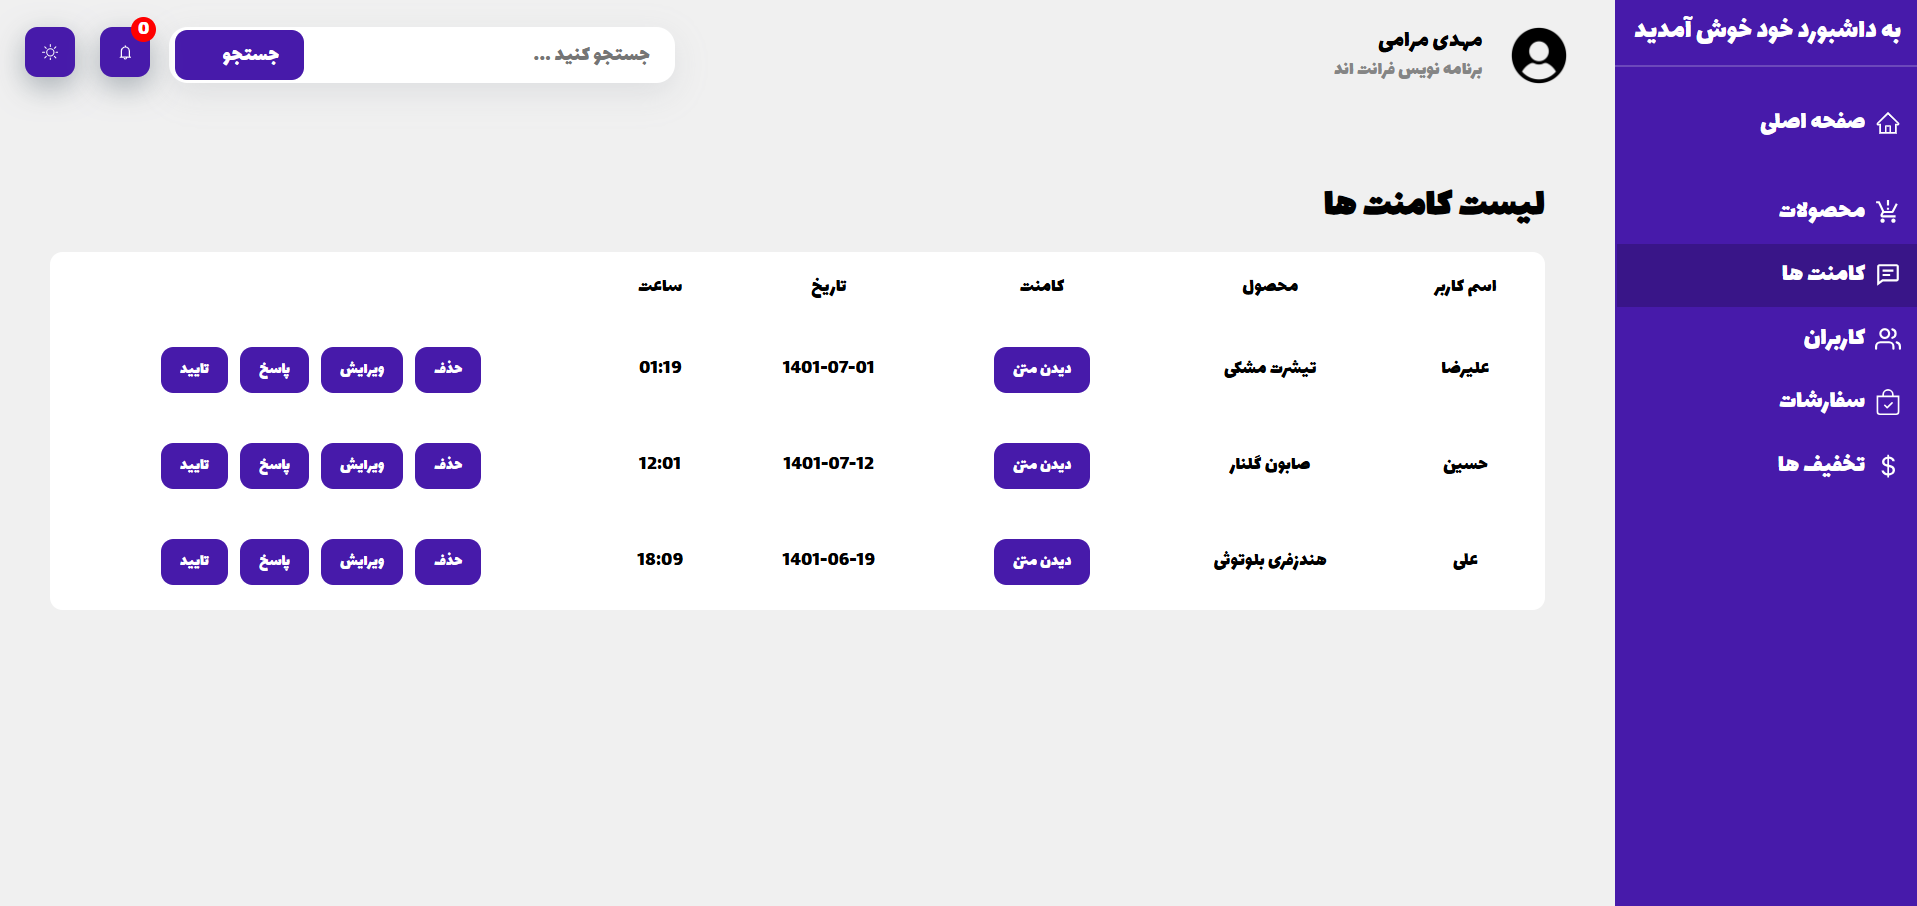 به داشبورد خود خوش آمدید
صفحه اصلی
محصولات
کامنت ها
کاربران
سفارشات
تخفیف ها
مهدی مرامی
برنامه نویس فرانت اند
جستجو کنید ...
جستجو
0
لیست کامنت ها
اسم کاربر محصول کامنت تاریخ ساعت
علیرضا تیشرت مشکی دیدن متن 1401-07-01 01:19 حذف ویرایش پاسخ تایید
حسین صابون گلنار دیدن متن 1401-07-12 12:01 حذف ویرایش پاسخ تایید
علی هندزفری بلوتوثی دیدن متن 1401-06-19 18:09 حذف ویرایش پاسخ تایید